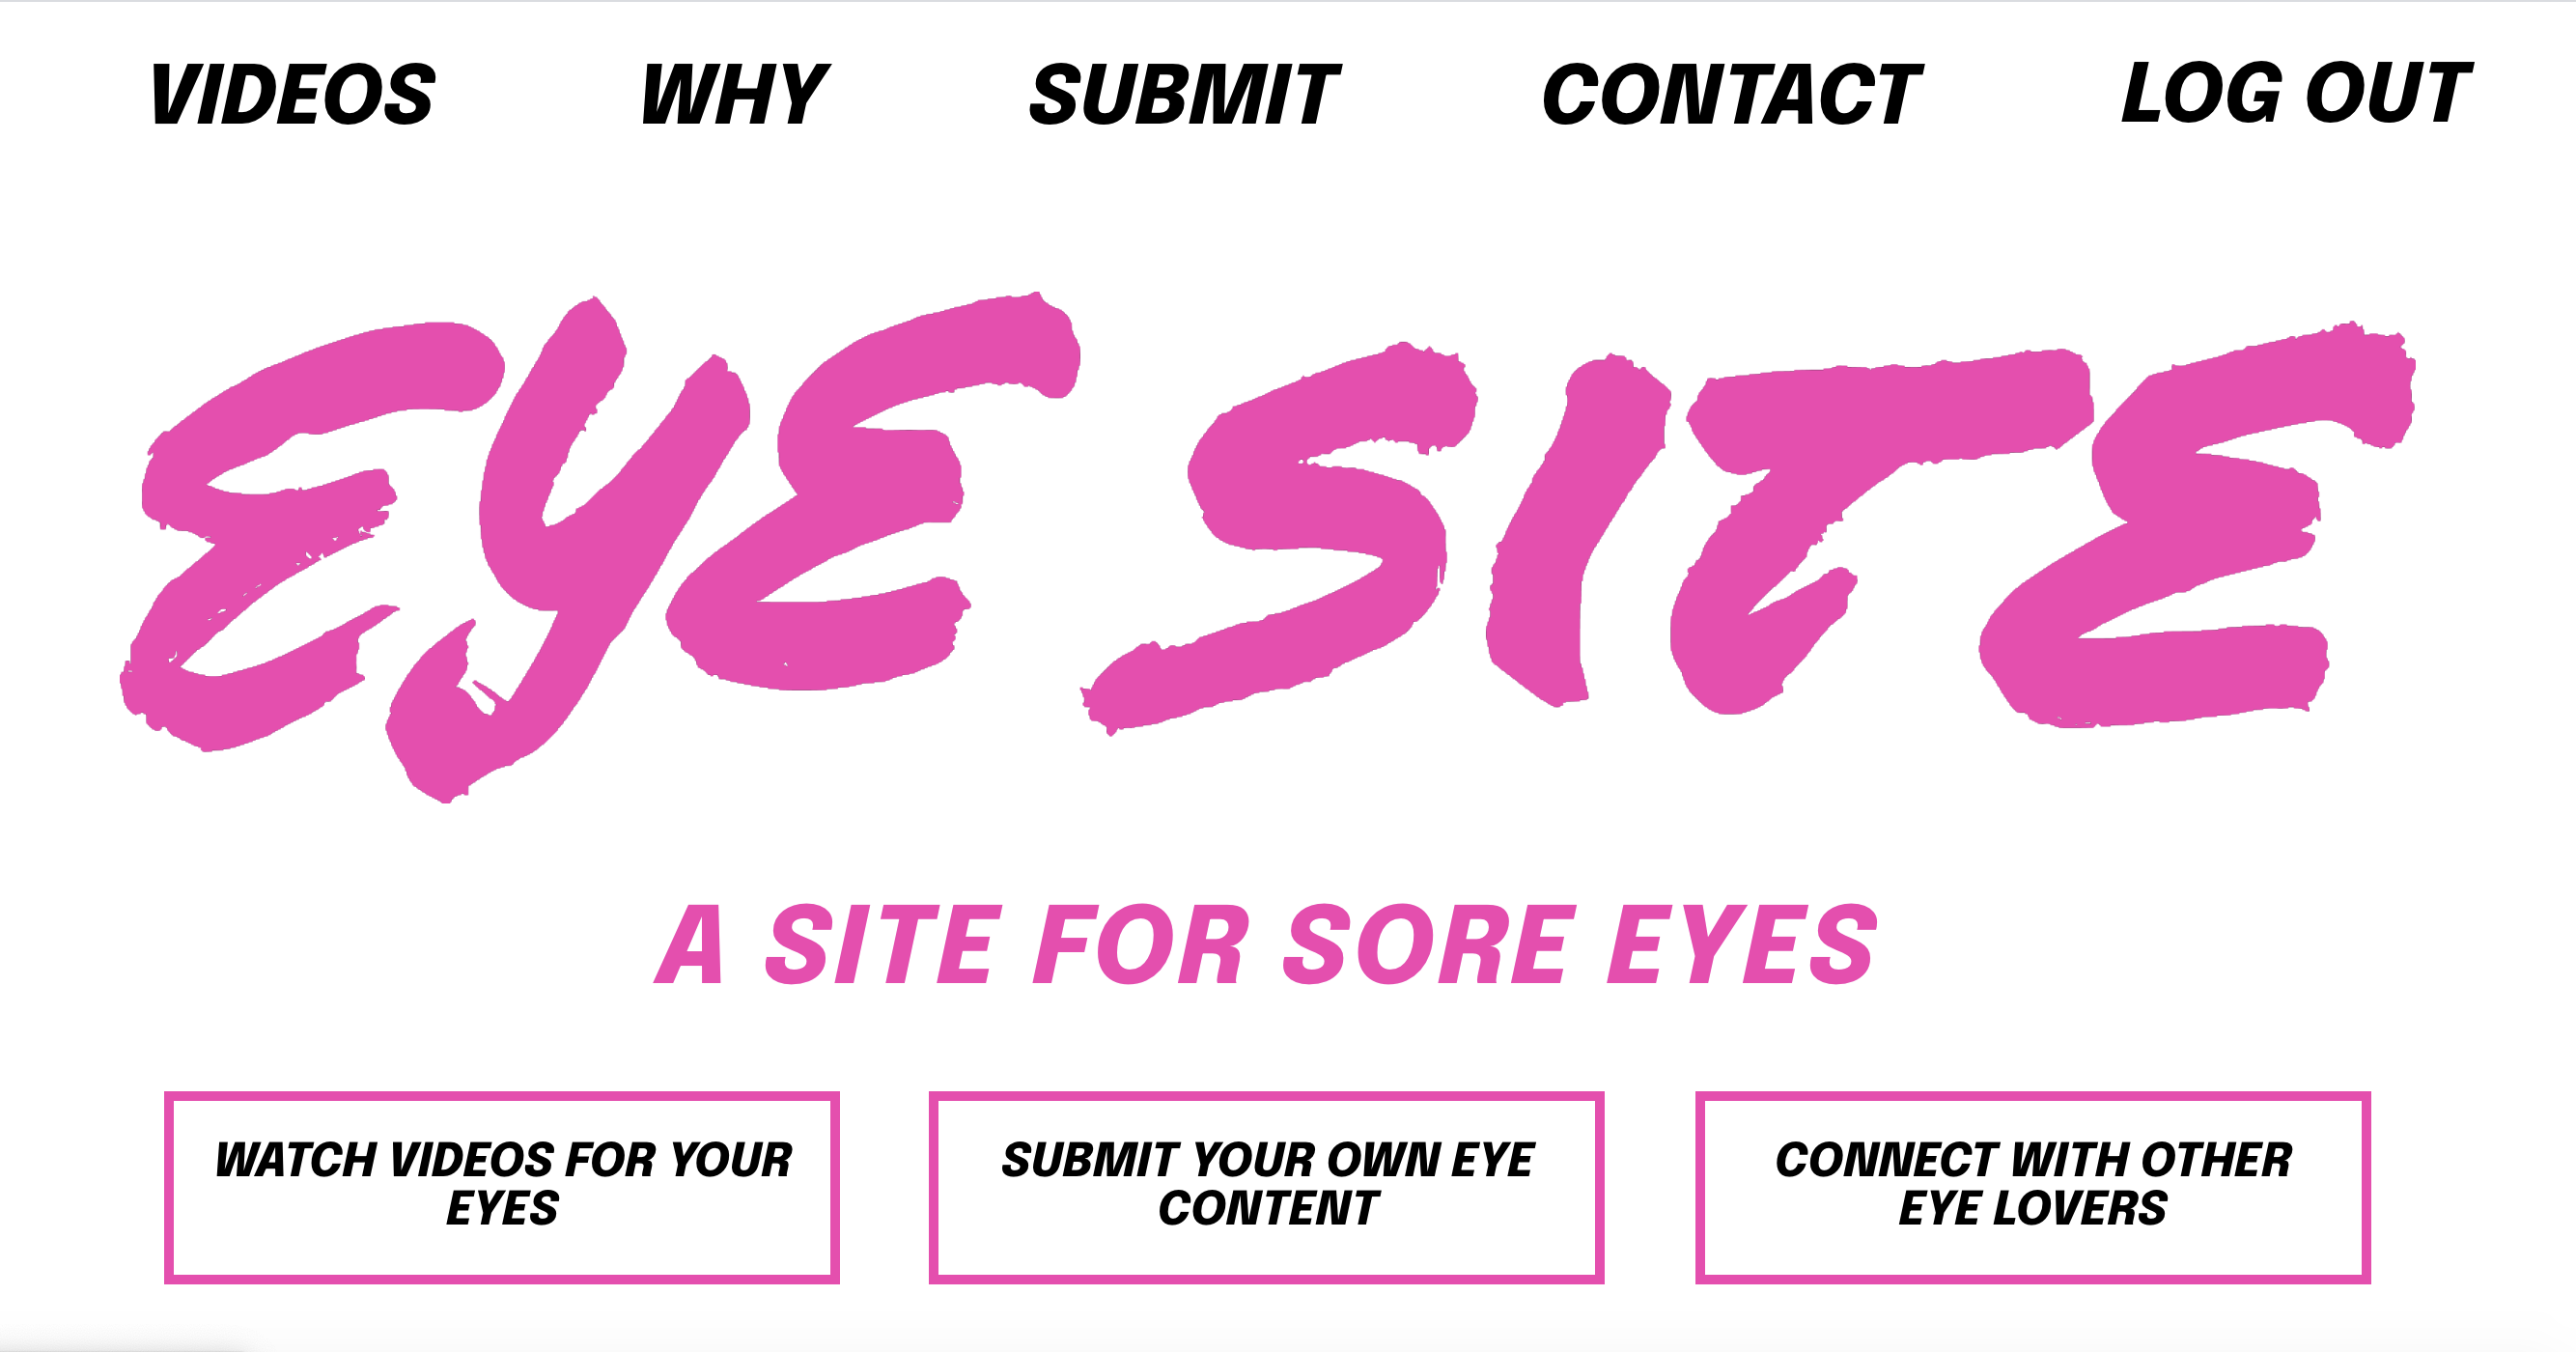 VIDEOS WHY SUBMIT CONTACT LOG OUT
EYE SITE
A SITE FOR SORE EYES
WATCH VIDEOS FOR YOUR
EYES
SUBMIT YOUR OWN EYE
CONTENT
CONNECT WITH OTHER
EYE LOVERS